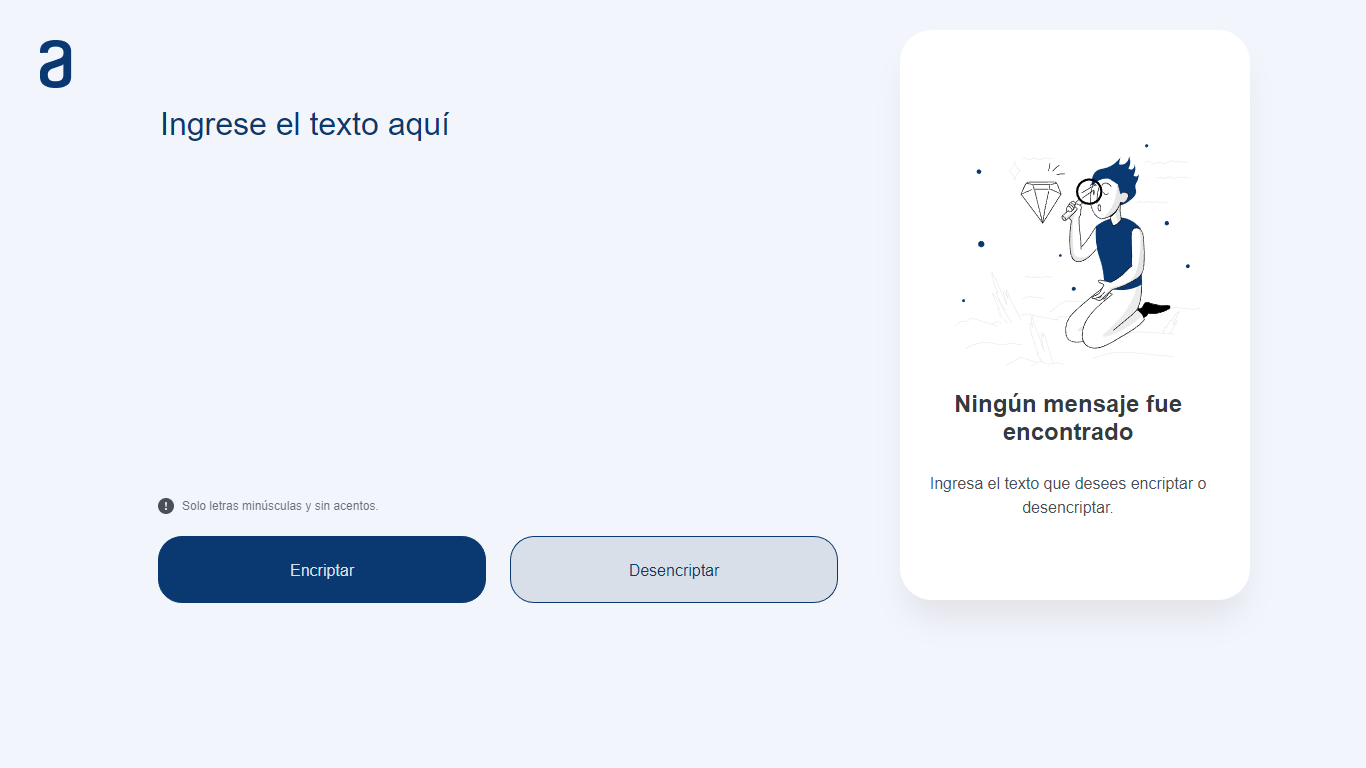 a
Ingrese el texto aquí
Solo letras minúsculas y sin acentos.
Encriptar
Desencriptar
Ningún mensaje fue
encontrado
Ingresa el texto que desees encriptar o
desencriptar.